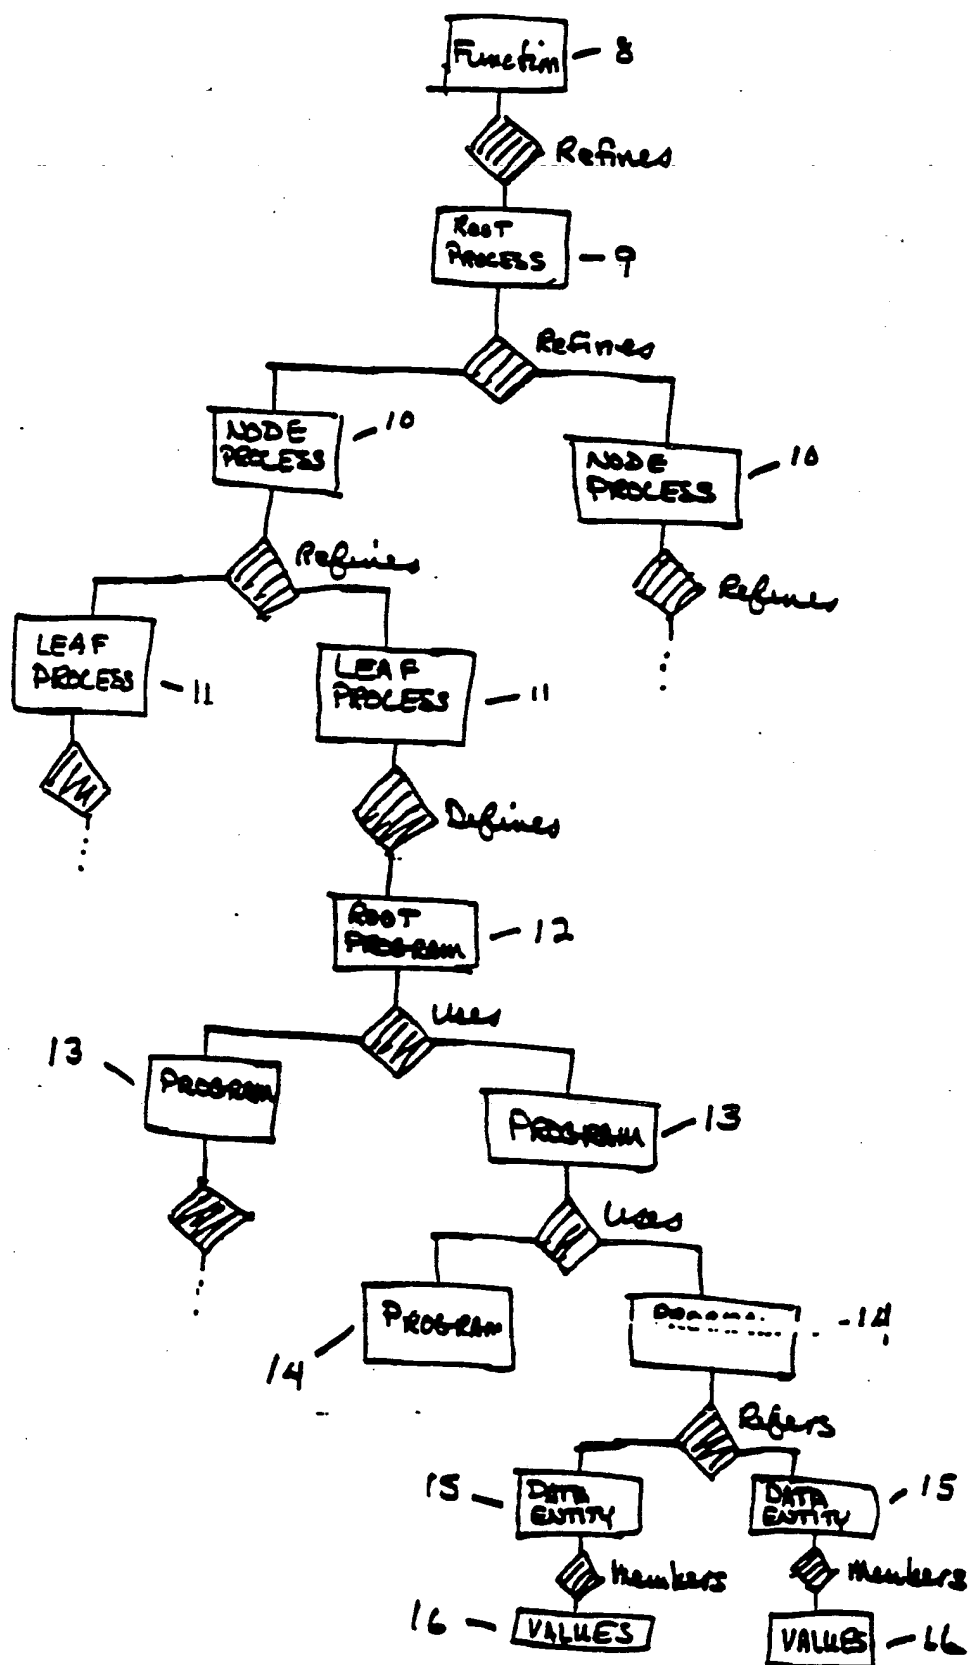 Function
8
Refines
ROOT
PROCESS
9
Refines
NODE
PROCESS
10
NODE
PROCESS
10
Refines
Refines
LEAF
PROCESS
11
LEAF
PROCESS
11
Defines
ROOT
PROGRAM
12
Uses
13
PROGRAM
PROGRAM
13
Uses
PROGRAM
14
14
Refers
15
DATA
ENTITY
DATA
ENTITY
15
Members
Members
16
VALUES
VALUES
16